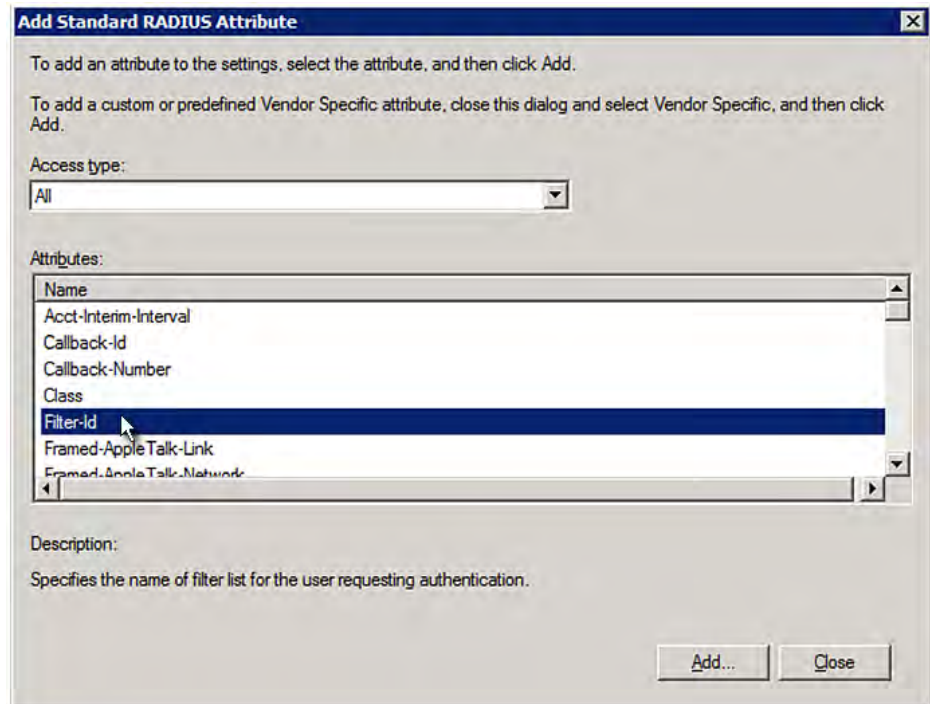 Add Standard RADIUS Attribute
To add an attribute to the settings, select the attribute, and then click Add.
To add a custom or predefined Vendor Specific attribute, close this dialog and select Vendor Specific, and then click
Add.
Access type:
All
Attributes:
Name
Acct-Interim-Interval
Callback-Id
Callback-Number
Class
Filter-Id
Framed-AppleTalk-Link
Framed-AppleTalk-Network
Description:
Specifies the name of filter list for the user requesting authentication.
Add... Close